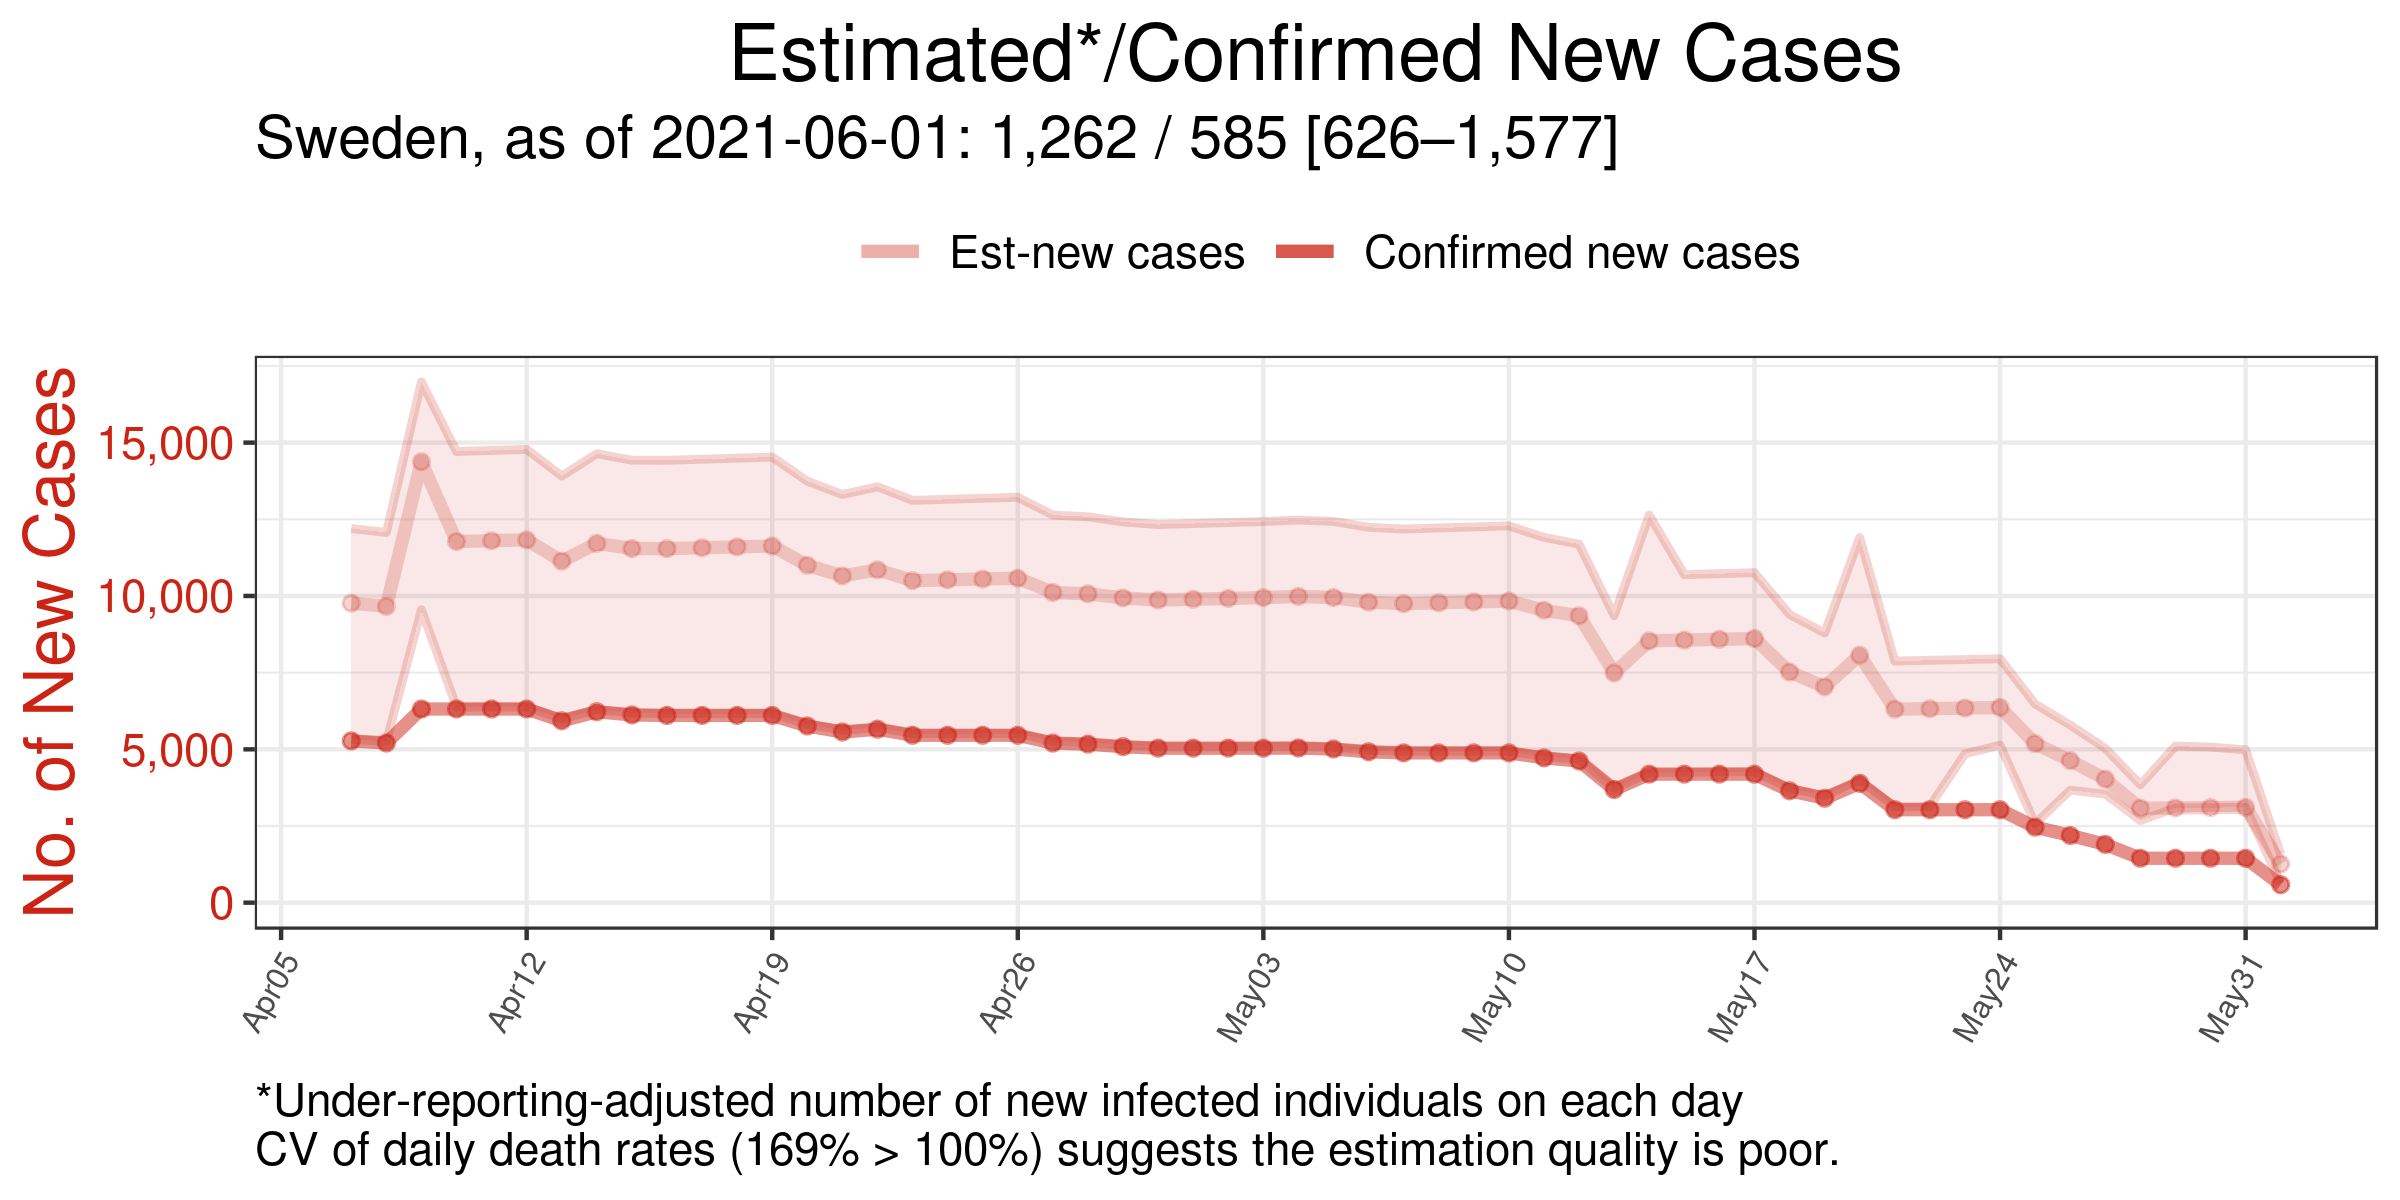 Estimated*/Confirmed New Cases
Sweden, as of 2021-06-01: 1,262 / 585 [626–1,577]
Est-new cases
Confirmed new cases
No. of New Cases
15,000
10,000
5,000
0
Apr05
Apr12
Apr19
Apr26
May03
May10
May17
May24
May31
*Under-reporting-adjusted number of new infected individuals on each day
CV of daily death rates (169% > 100%) suggests the estimation quality is poor.